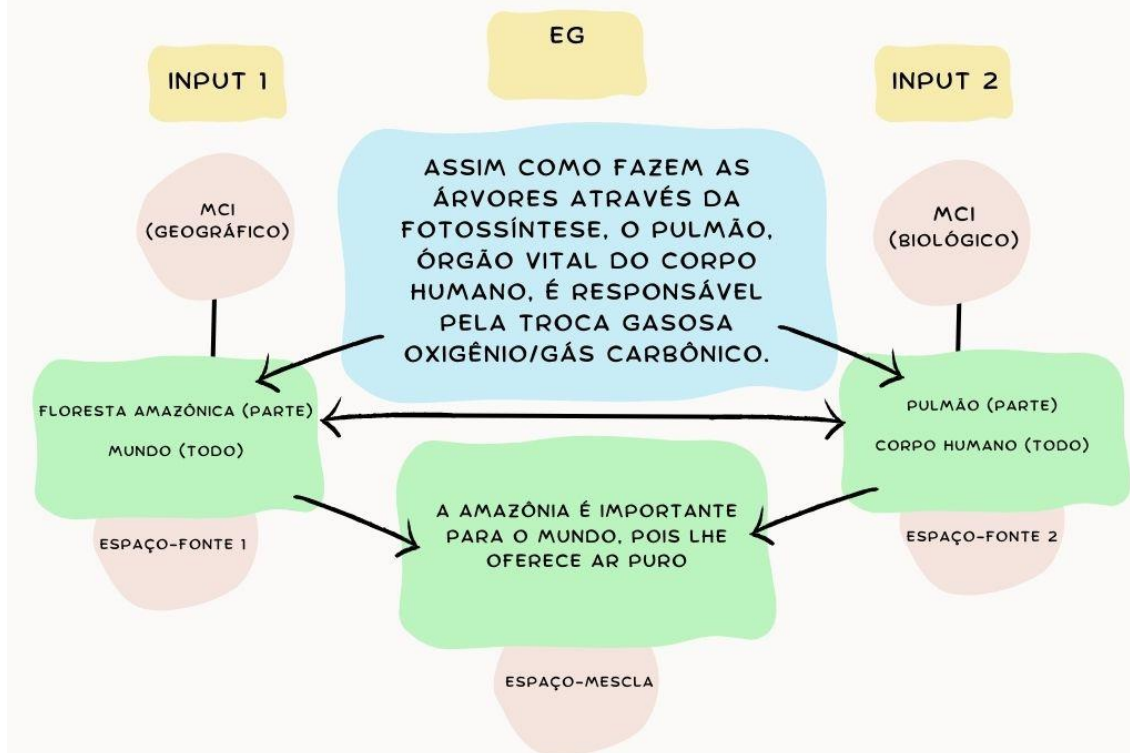 EG
INPUT 1
INPUT 2
ASSIM COMO FAZEM AS
ÁRVORES ATRAVÉS DA
FOTOSSÍNTESE, O PULMÃO,
ÓRGÃO VITAL DO CORPO
HUMANO, É RESPONSÁVEL
PELA TROCA GASOSA
OXIGÊNIO/GÁS CARBÔNICO.
MCI
(GEOGRÁFICO)
MCI
(BIOLÓGICO)
FLORESTA AMAZÔNICA (PARTE)
MUNDO (TODO)
PULMÃO (PARTE)
CORPO HUMANO (TODO)
ESPAÇO-FONTE 1
ESPAÇO-FONTE 2
A AMAZÔNIA É IMPORTANTE
PARA O MUNDO, POIS LHE
OFERECE AR PURO
ESPAÇO-MESCLA